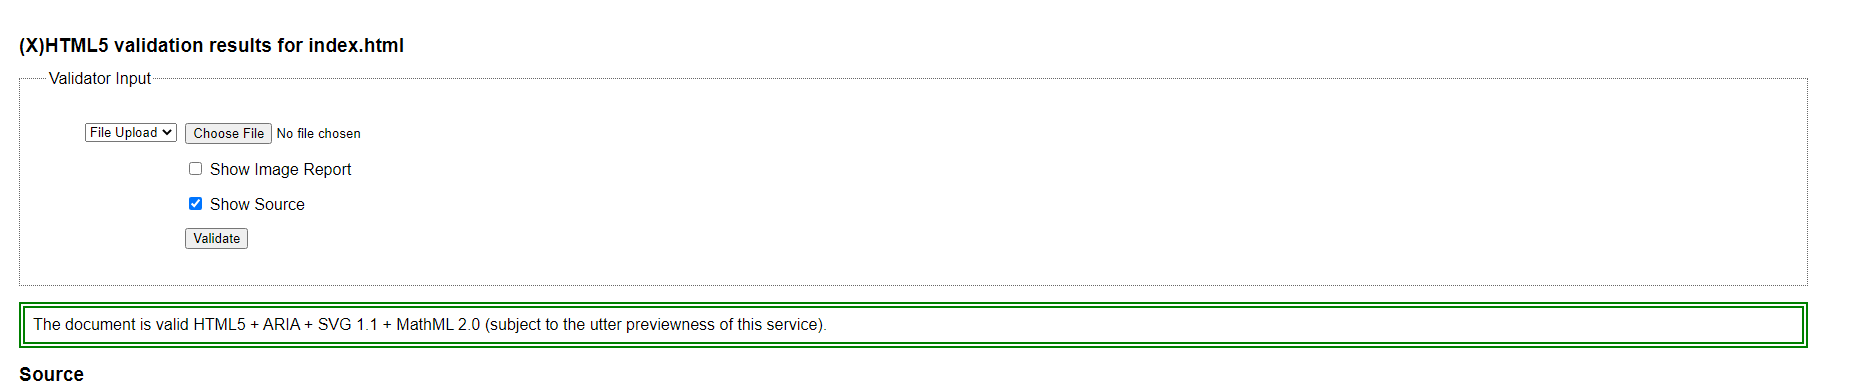 (X)HTML5 validation results for index.html
Validator Input
File Upload Choose File No file chosen
Show Image Report
Show Source
Validate
The document is valid HTML5 + ARIA + SVG 1.1 + MathML 2.0 (subject to the utter previewness of this service).
Source